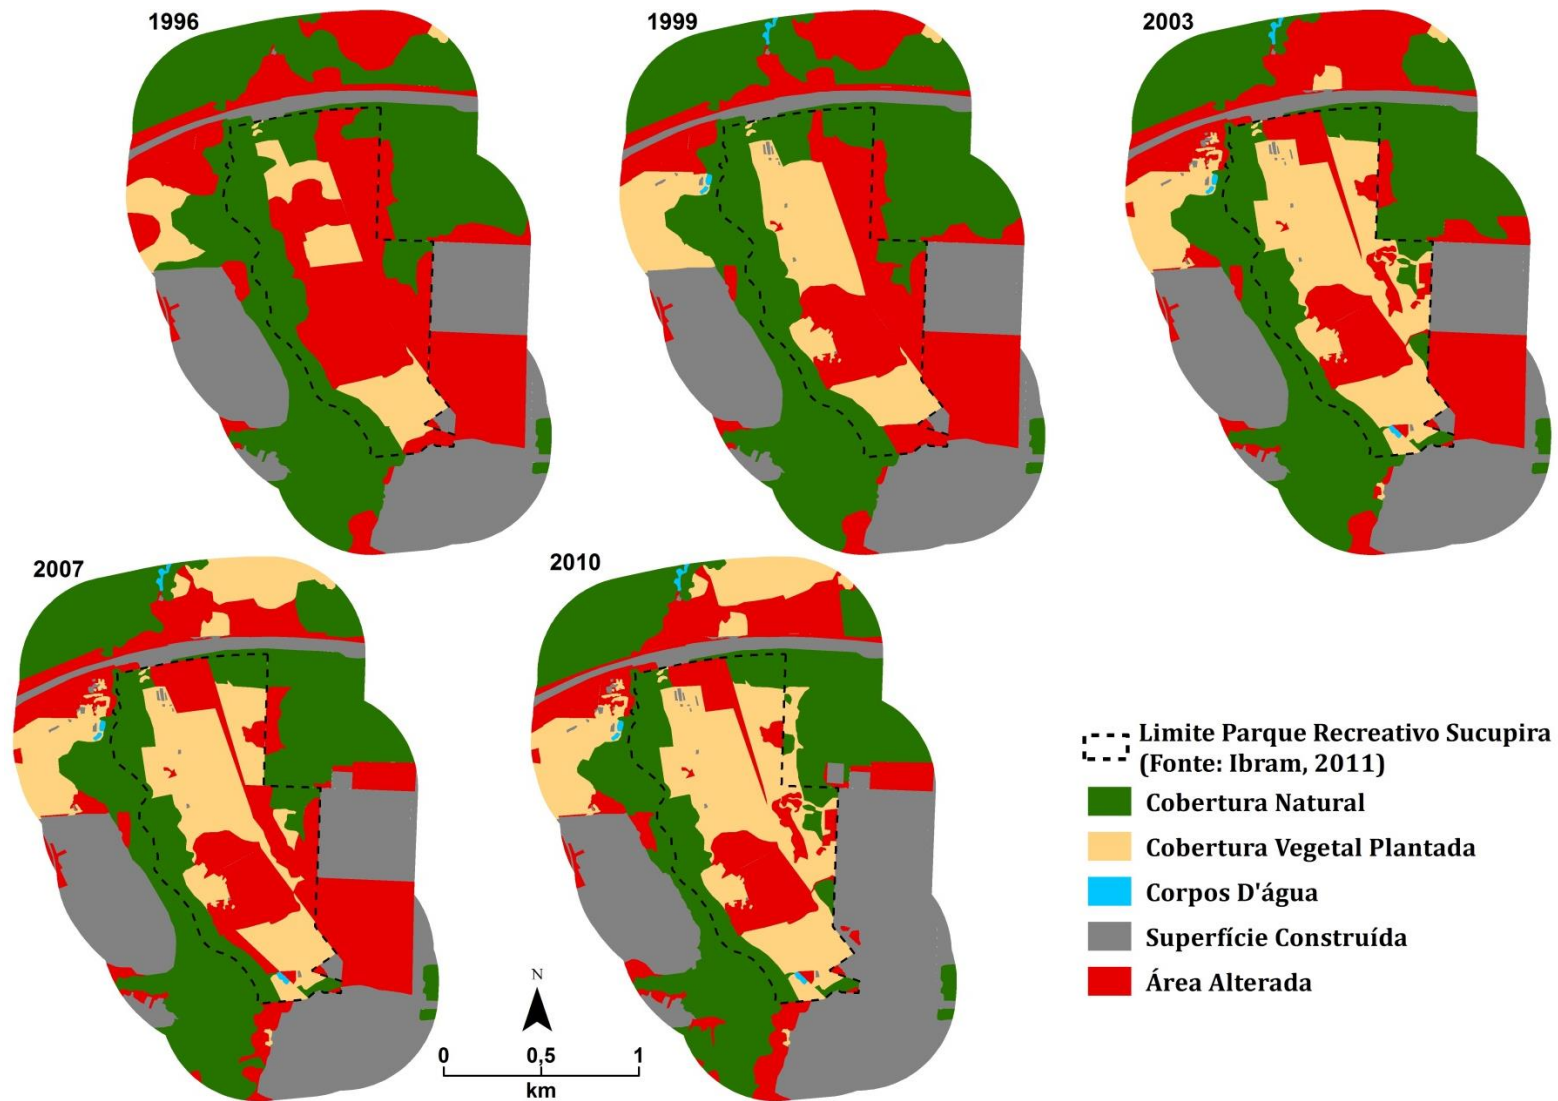 1996
1999
2003
2007
2010
Limite Parque Recreativo Sucupira
(Fonte: Ibram, 2011)
Cobertura Natural
Cobertura Vegetal Plantada
Corpos D'água
Superfície Construída
Área Alterada
N
0 0,5 1
km